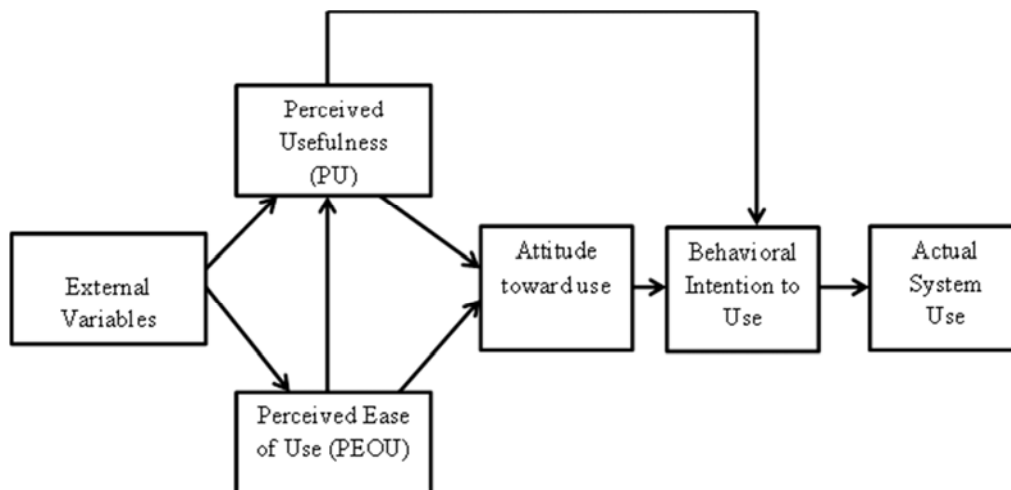 Perceived
Usefulness
(PU)
External
Variables
Perceived Ease
of Use (PEOU)
Attitude
toward use
Behavioral
Intention to
Use
Actual
System
Use